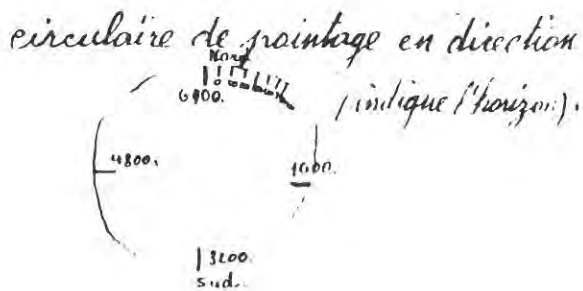 circulaire de pointage en direction
Nord
6400.
(indique l'horizon).
4800.
1600.
3200.
sud.